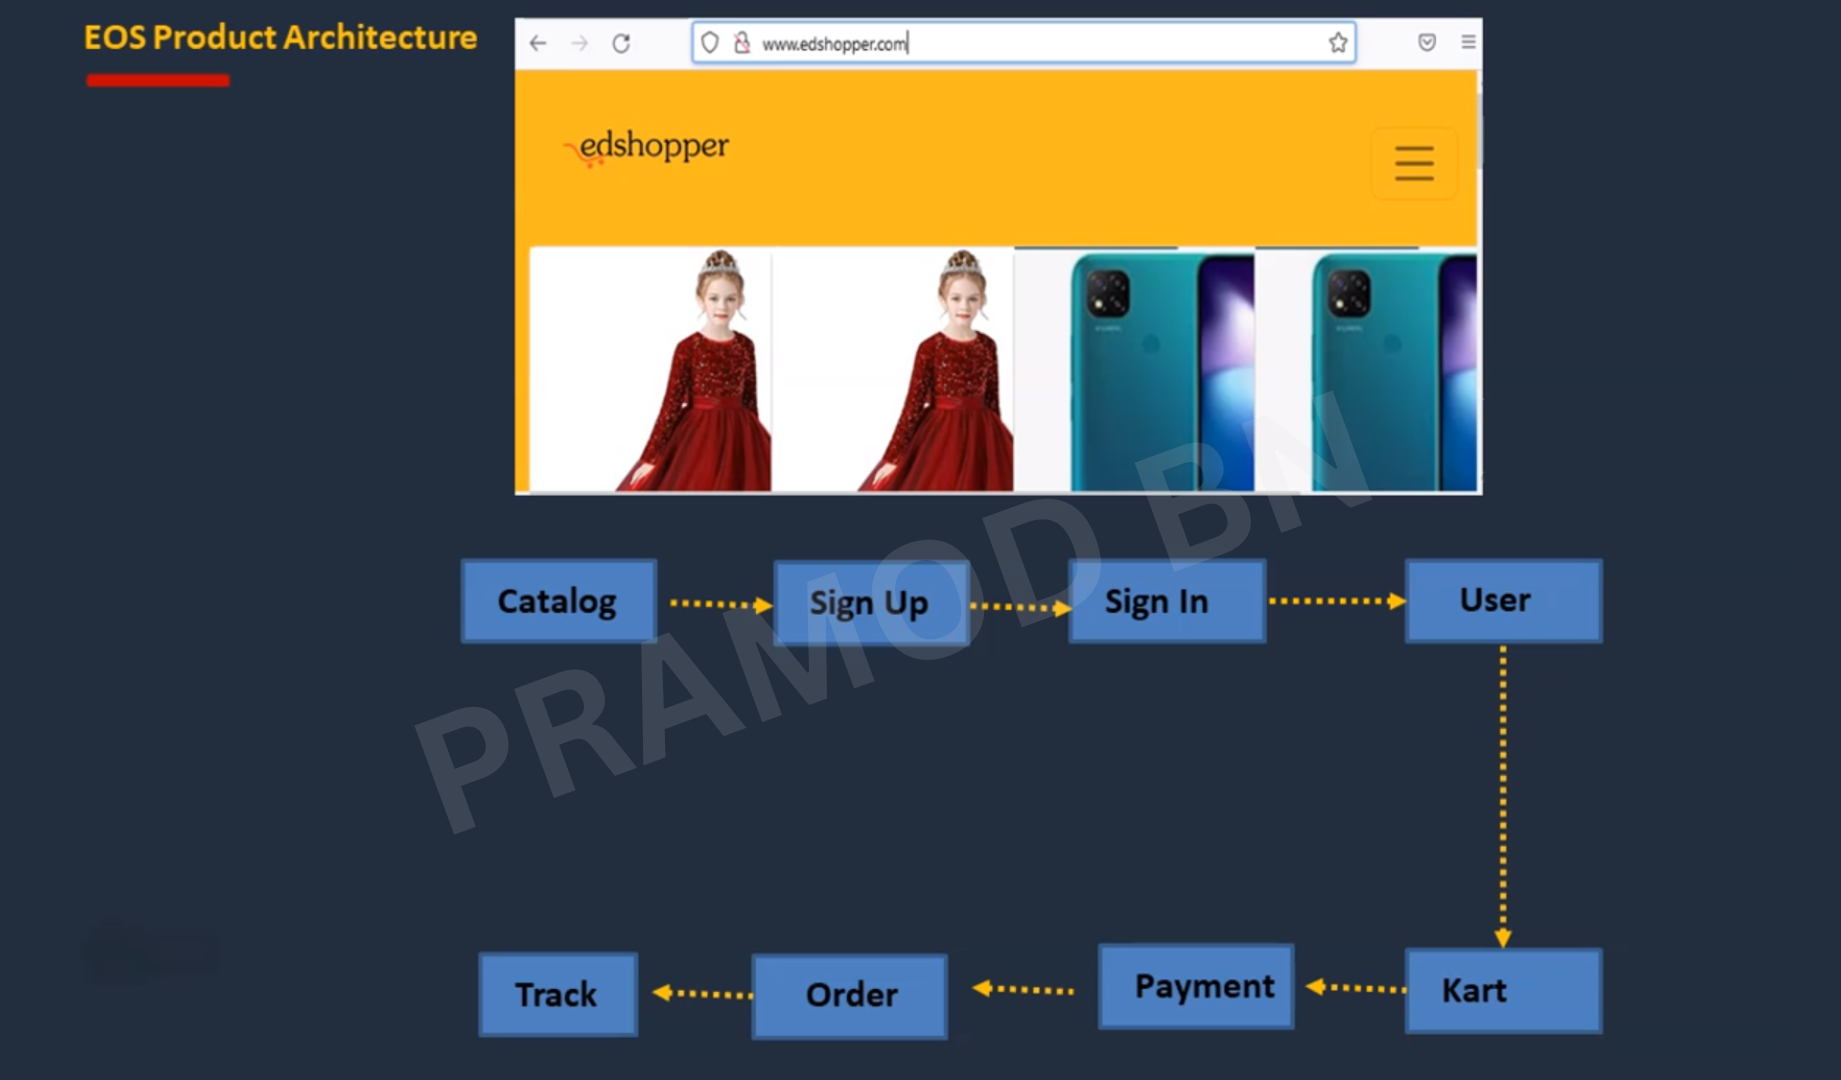 EOS Product Architecture
www.edshopper.com
edshopper
Catalog
Sign Up
Sign In
User
PRAMOD BN
Track
Order
Payment
Kart